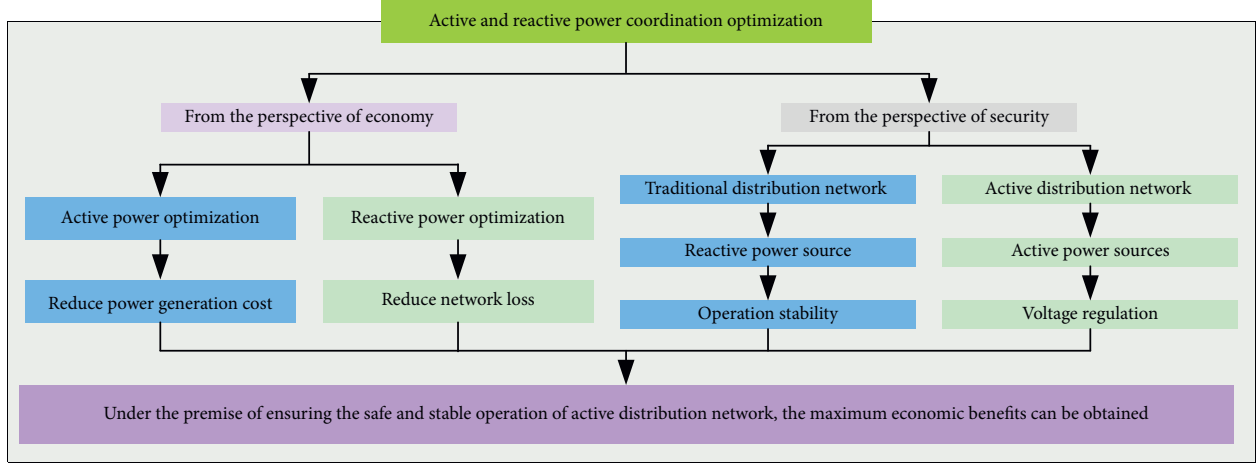 Active and reactive power coordination optimization
From the perspective of economy
From the perspective of security
Active power optimization
Reactive power optimization
Traditional distribution network
Active distribution network
Reactive power source
Active power sources
Reduce power generation cost
Reduce network loss
Operation stability
Voltage regulation
Under the premise of ensuring the safe and stable operation of active distribution network, the maximum economic benefits can be obtained